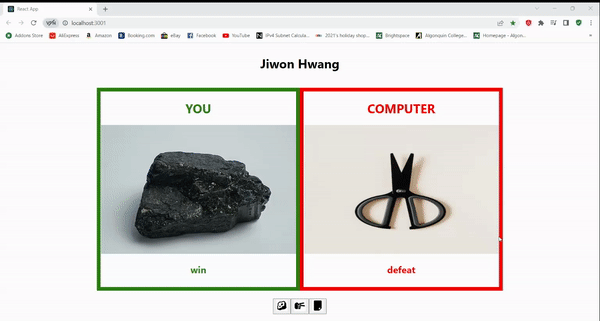 React App
localhost:3001
Addons Store
AliExpress
Amazon
Booking.com
eBay
Facebook
YouTube
IPv4 Subnet Calcula...
2021's holiday shop...
Brightspace
Algonquin College...
Homepage - Algon...
Jiwon Hwang
YOU
COMPUTER
win
defeat